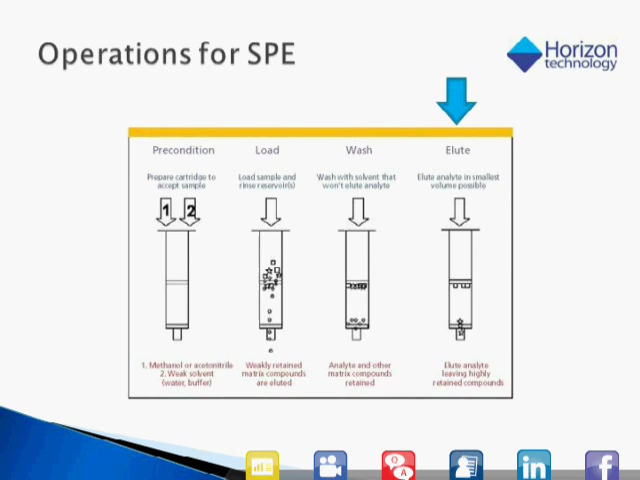 Operations for SPE
Horizon
technology
Precondition
Load
Wash
Elute
Prepare cartridge to
accept sample
Load sample and
rinse reservoir(s)
Wash with solvent that
won't elute analyte
Elute analyte in smallest
volume possible
1 2
1. Methanol or acetonitrile
2. Weak solvent
(water, buffer)
Weakly retained
matrix compounds
are eluted
Analyte and other
matrix compounds
retained
Elute analyte
leaving highly
retained compounds
Q
A
in
f